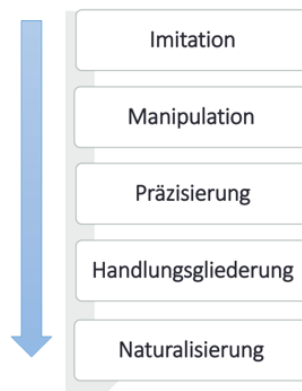 Imitation
Manipulation
Präzisierung
Handlungsgliederung
Naturalisierung